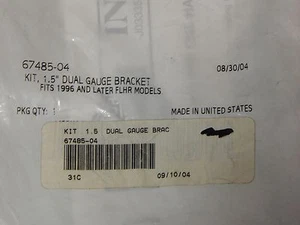 67485-04
08/30/04
KIT, 1.5" DUAL GAUGE BRACKET
FITS 1996 AND LATER FLHR MODELS
PKG QTY: 1
MADE IN UNITED STATES
KIT 1.5 DUAL GAUGE BRAC
67485-04
31C
09/10/04